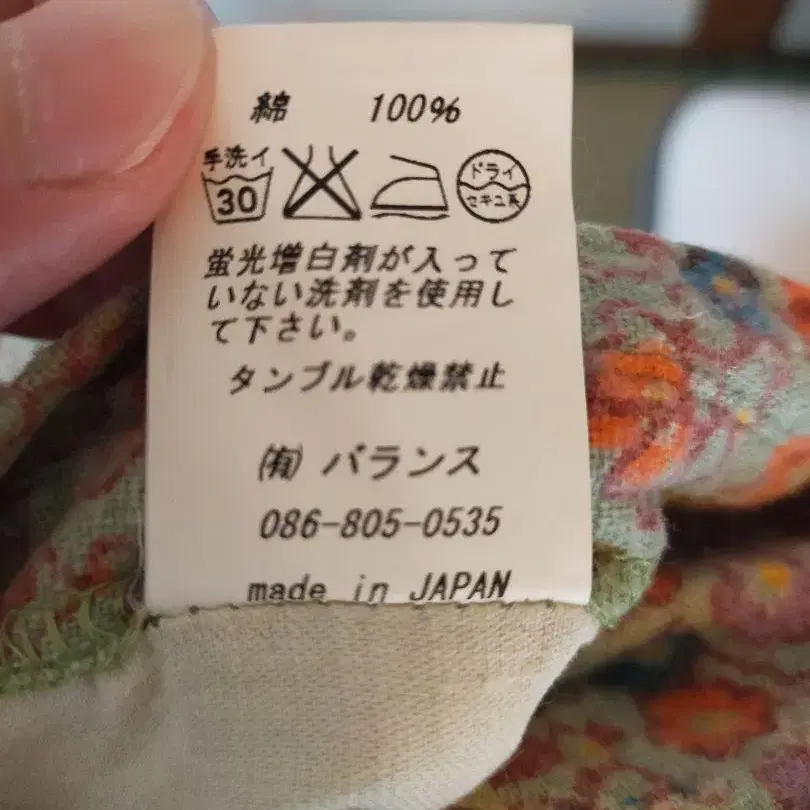 綿 100%
手洗イ
30
ドライ
セキユ系
蛍光増白剤が入って
いない洗剤を使用し
て下さい。
タンブル乾燥禁止
㈲ バランス
086-805-0535
made in JAPAN